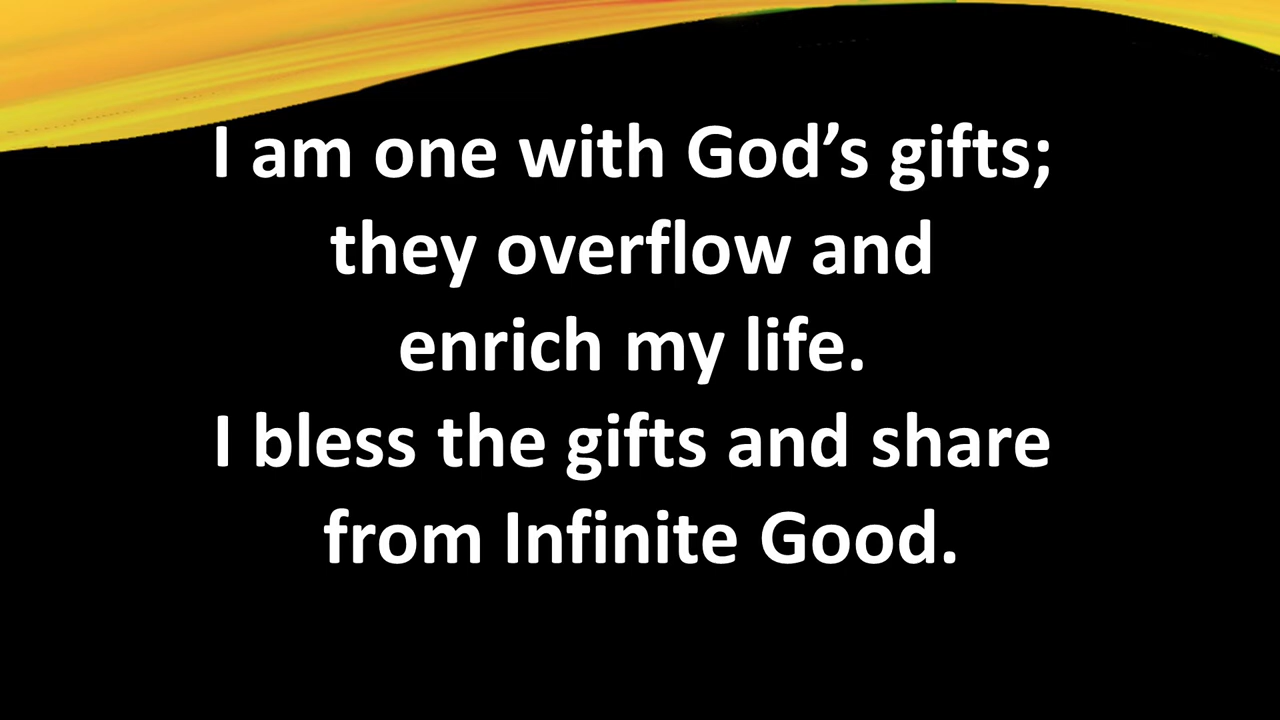 I am one with God’s gifts;
they overflow and
enrich my life.
I bless the gifts and share
from Infinite Good.